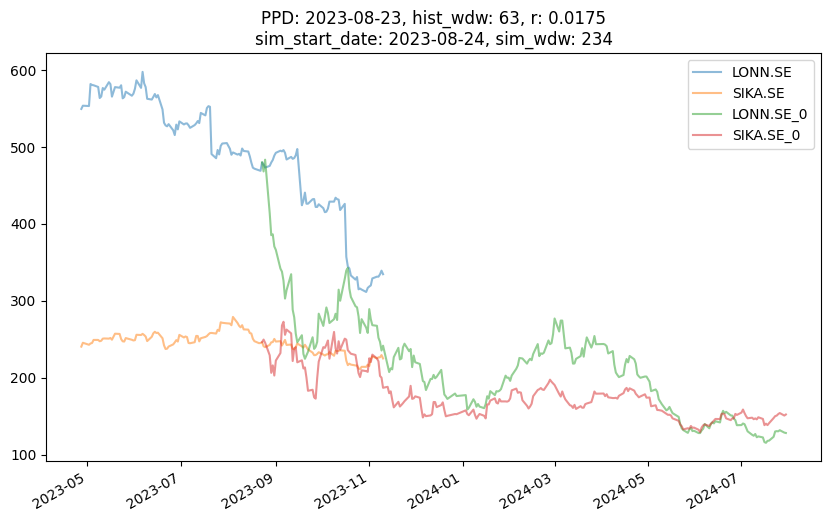 PPD: 2023-08-23, hist_wdw: 63, r: 0.0175
sim_start_date: 2023-08-24, sim_wdw: 234
LONN.SE
SIKA.SE
LONN.SE_0
SIKA.SE_0
600
500
400
300
200
100
2023-05
2023-07
2023-09
2023-11
2024-01
2024-03
2024-05
2024-07